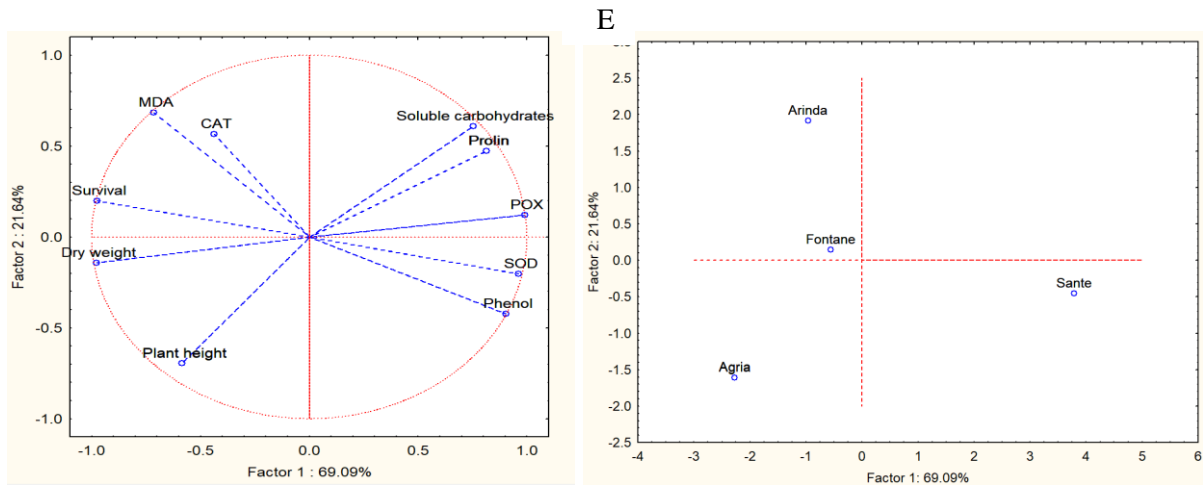 E
1.0
0.5
0.0
-0.5
-1.0
Factor 2 : 21.64%
MDA
CAT
Soluble carbohydrates
Prolin
Survival
POX
Dry weight
SOD
Phenol
Plant height
-1.0 -0.5 0.0 0.5 1.0
Factor 1 : 69.09%
2.5
2.0
1.5
1.0
0.5
0.0
-0.5
-1.0
-1.5
-2.0
-2.5
Factor 2: 21.64%
Arinda
Fontane
Sante
Agria
-4 -3 -2 -1 0 1 2 3 4 5 6
Factor 1: 69.09%